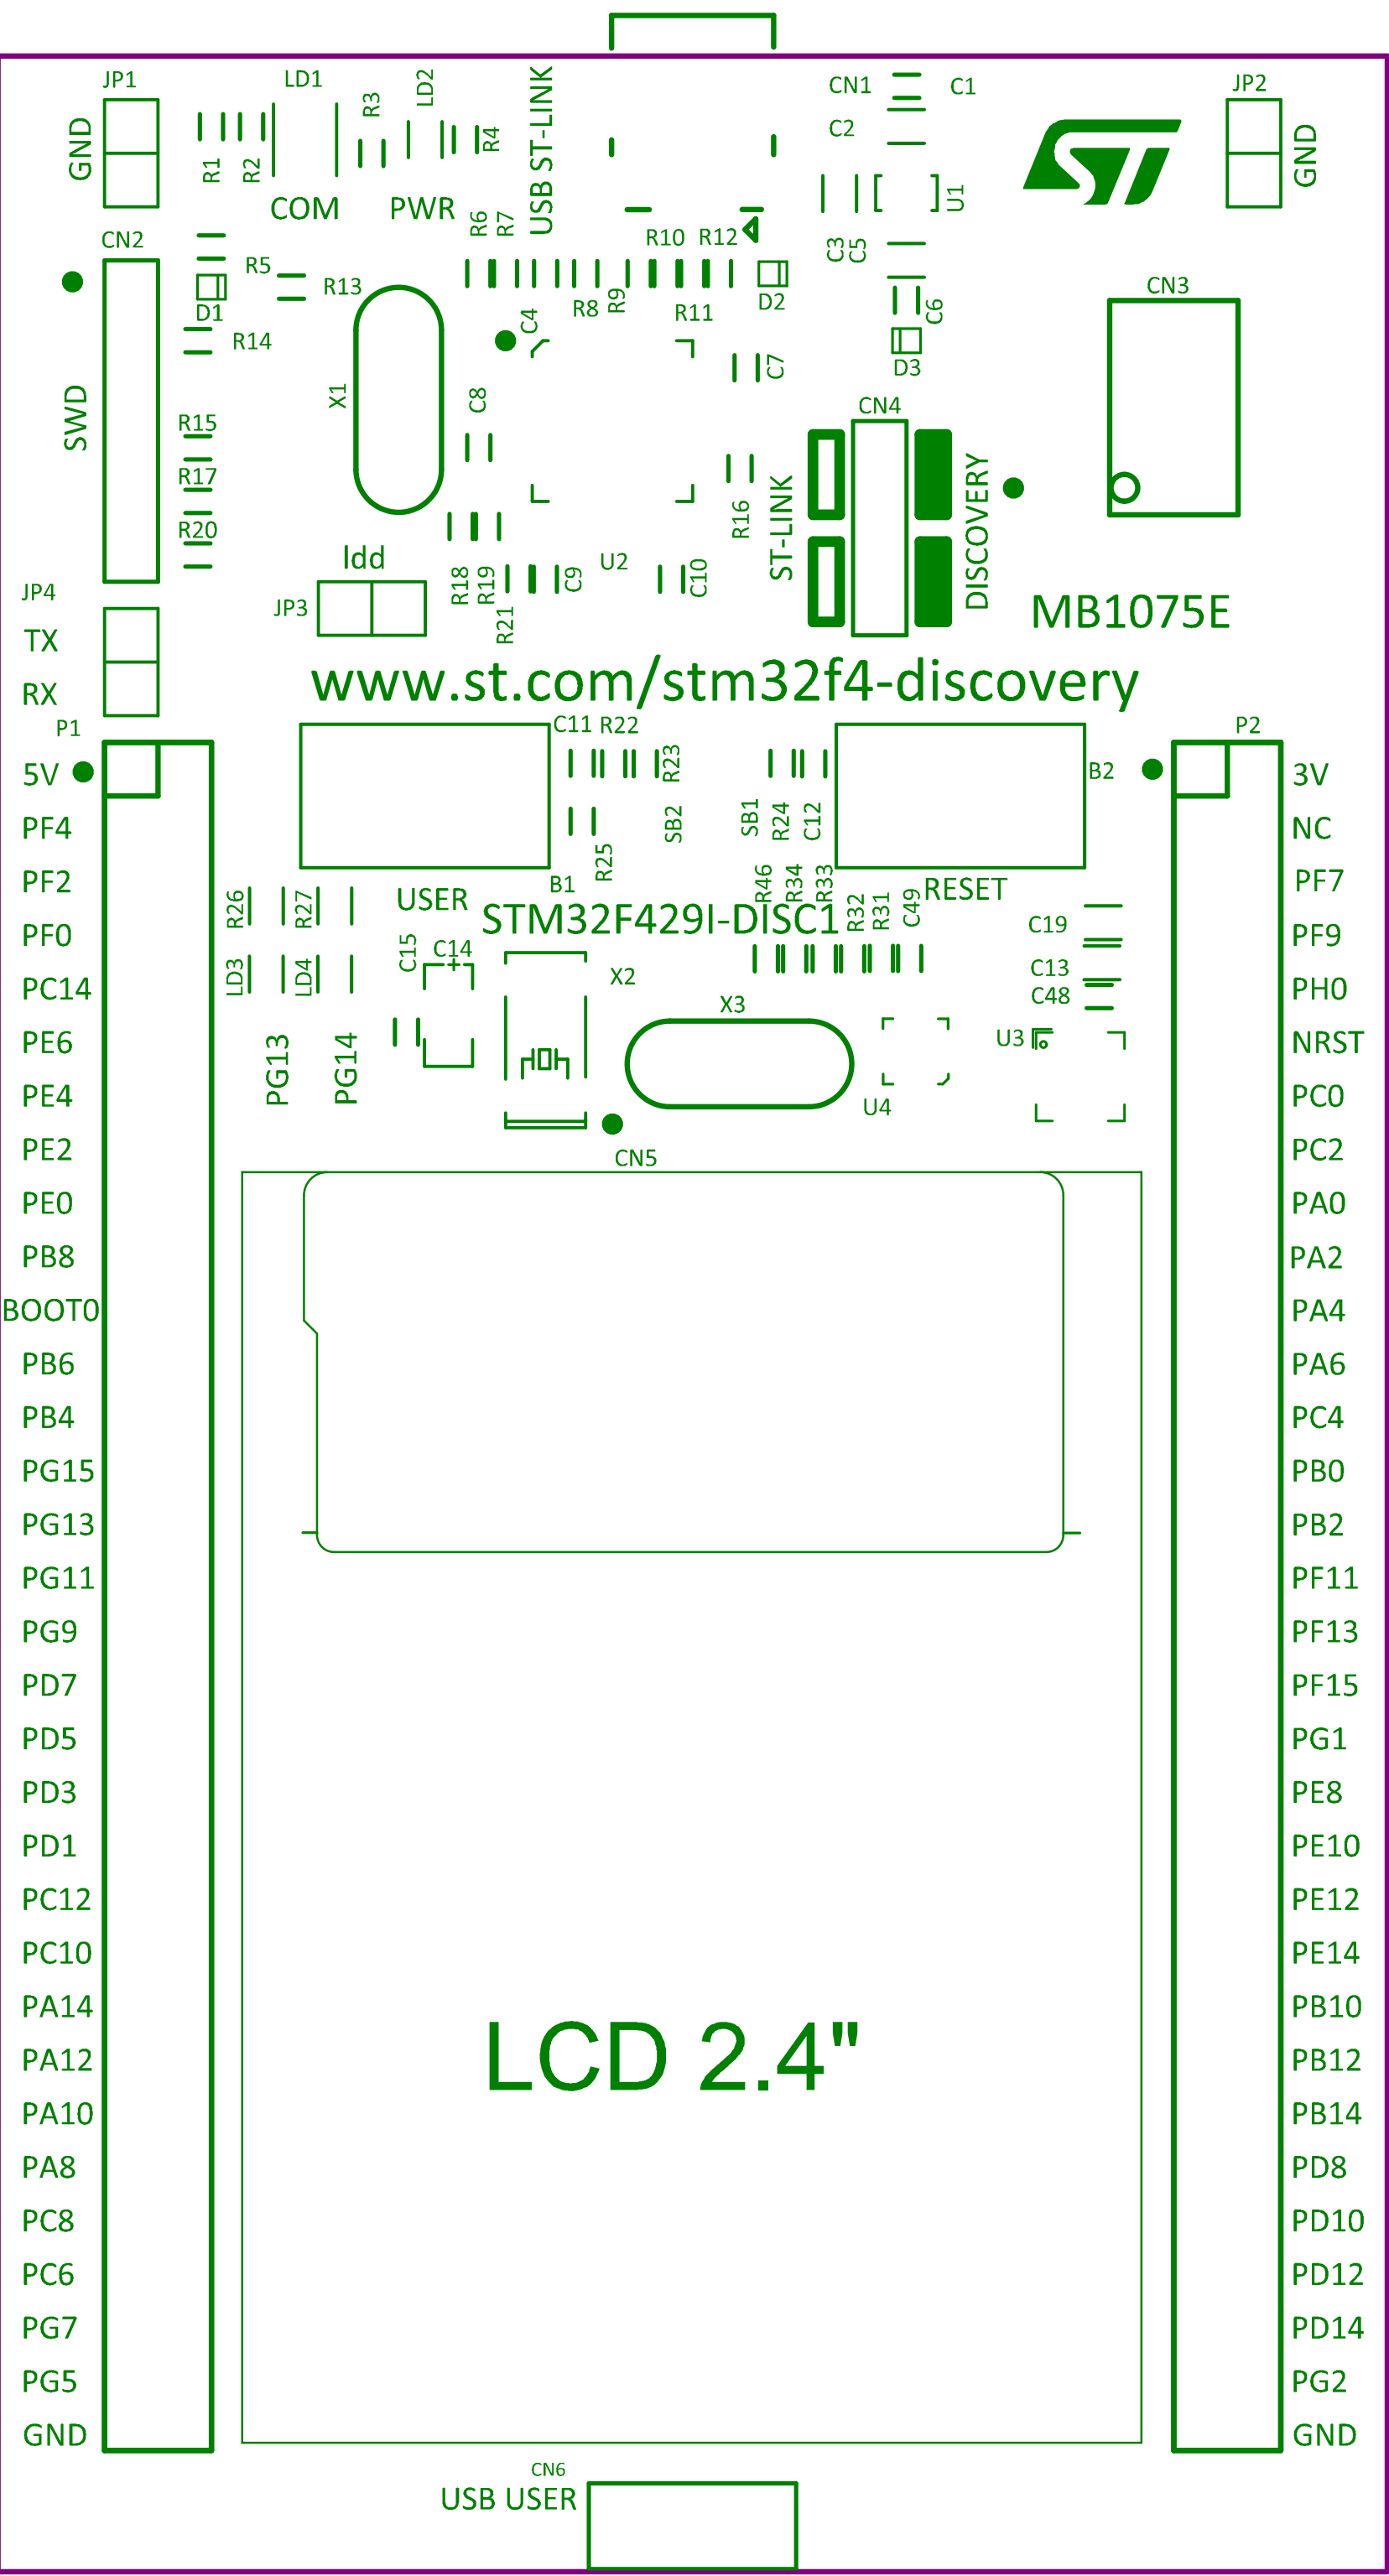 JP1
LD1
R3
LD2
USB ST-LINK
CN1
C1
JP2
GND
R1
R2
R4
C2
GND
COM
PWR
R6
R7
U1
CN2
R5
R10
R12
C3
C5
D1
R13
C4
R8
R9
R11
D2
C6
CN3
R14
D3
SWD
X1
C8
C7
CN4
R15
R17
R16
ST-LINK
DISCOVERY
R20
Idd
R18
R19
R21
C9
U2
C10
JP4
JP3
MB1075E
TX
RX
www.st.com/stm32f4-discovery
P1
C11
R22
R23
P2
5V
B2
3V
PF4
R25
SB2
SB1
R24
C12
NC
PF2
B1
R46
R34
R33
R32
R31
C49
RESET
PF7
R26
R27
USER
STM32F429I-DISC1
C19
PF0
PF9
LD3
LD4
C15
C14
X2
C13
PC14
C48
PH0
X3
PE6
PG13
PG14
U3
NRST
PE4
U4
PC0
PE2
CN5
PC2
PE0
PA0
PB8
PA2
BOOT0
PA4
PB6
PA6
PB4
PC4
PG15
PB0
PG13
PB2
PG11
PF11
PG9
PF13
PD7
PF15
PD5
PG1
PD3
PE8
PD1
PE10
PC12
PE12
PC10
PE14
PA14
PB10
LCD 2.4"
PA12
PB12
PA10
PB14
PA8
PD8
PC8
PD10
PC6
PD12
PG7
PD14
PG5
PG2
GND
GND
CN6
USB USER